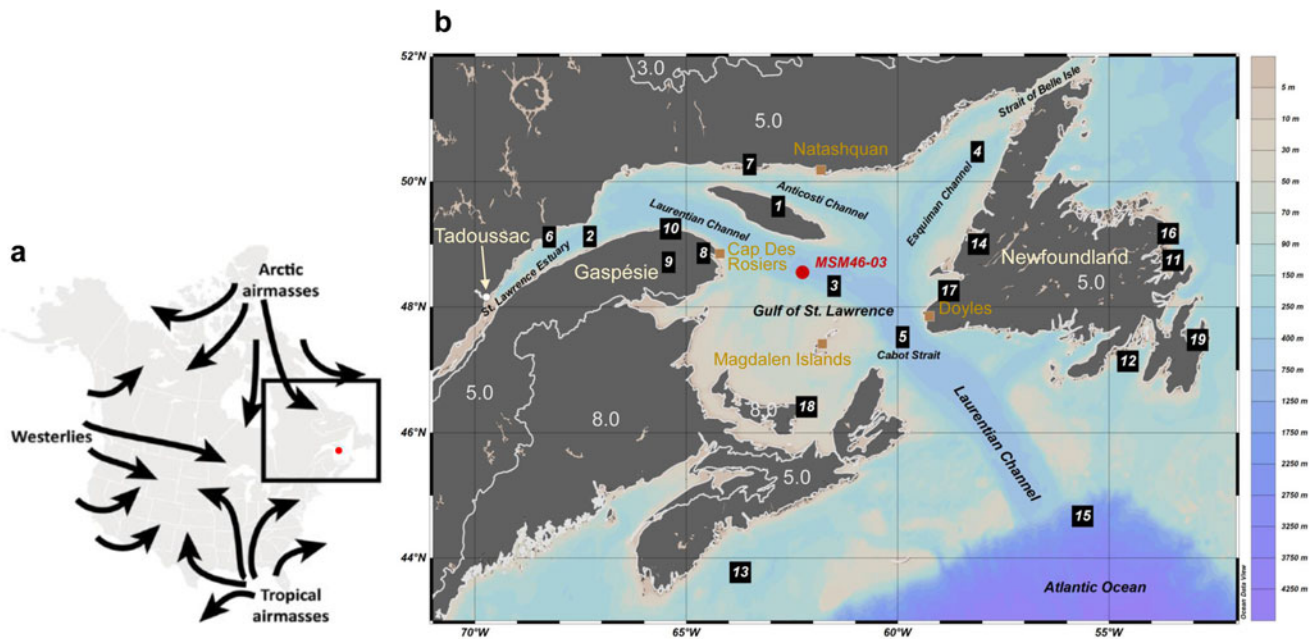 a
Arctic
airmasses
Westerlies
Tropical
airmasses
b
52°N
50°N
48°N
46°N
44°N
70°W
65°W
60°W
55°W
3.0
5.0
Strait of Belle Isle
7
Natashquan
4
1
Anticosti Channel
Esquiman Channel
Laurentian Channel
6
2
10
16
Tadoussac
8
Cap Des
Rosiers
14
Newfoundland
11
9
Gaspésie
MSM46-03
5.0
St. Lawrence Estuary
3
17
Gulf of St. Lawrence
Doyles
5
Cabot Strait
19
Magdalen Islands
12
5.0
8.0
8.0
18
Laurentian Channel
5.0
15
13
Atlantic Ocean
5 m
10 m
30 m
50 m
70 m
90 m
150 m
200 m
250 m
400 m
750 m
1250 m
1750 m
2250 m
2750 m
3250 m
3750 m
4250 m
Ocean Data View